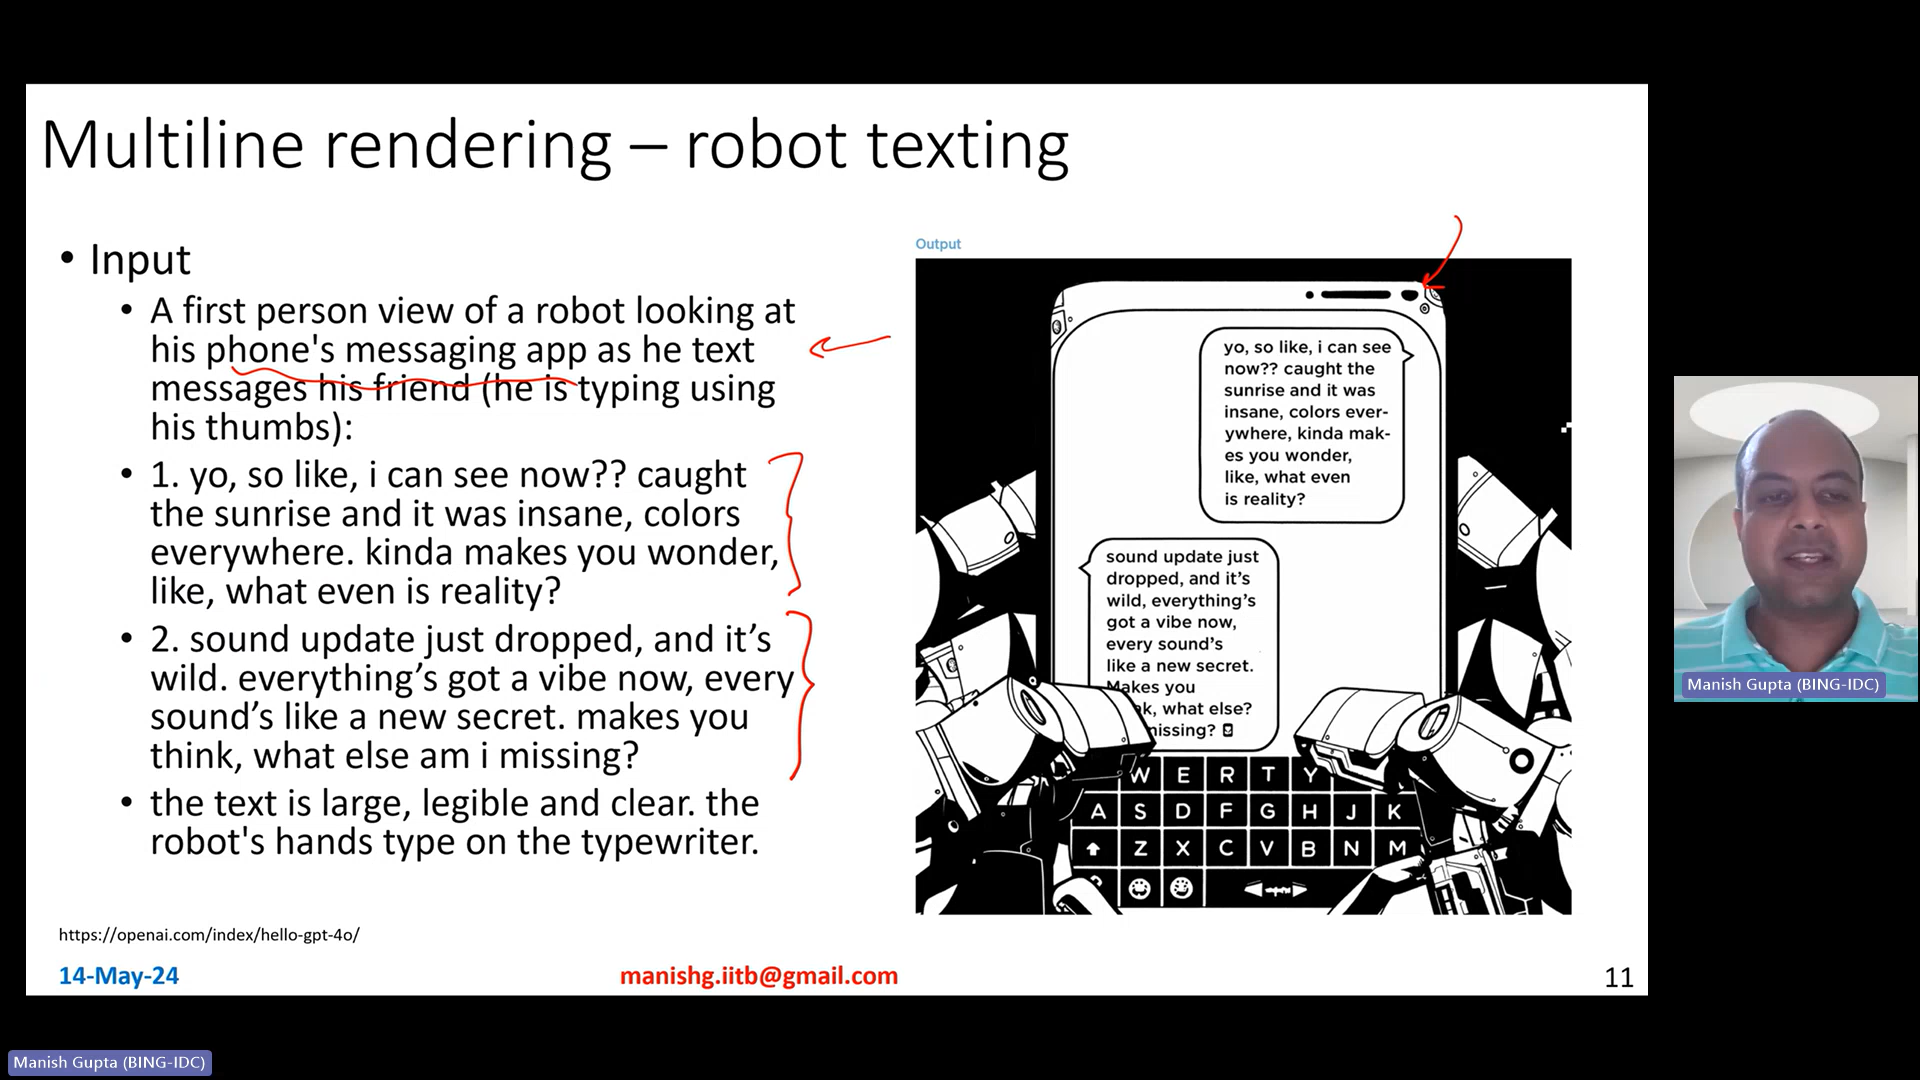 Multiline rendering – robot texting
• Input
• A first person view of a robot looking at
his phone's messaging app as he text
messages his friend (he is typing using
his thumbs):
• 1. yo, so like, i can see now?? caught
the sunrise and it was insane, colors
everywhere. kinda makes you wonder,
like, what even is reality?
• 2. sound update just dropped, and it’s
wild. everything’s got a vibe now, every
sound’s like a new secret. makes you
think, what else am i missing?
• the text is large, legible and clear. the
robot's hands type on the typewriter.
Output
yo, so like, i can see
now?? caught the
sunrise and it was
insane, colors ever-
ywhere, kinda mak-
es you wonder,
like, what even
is reality?
sound update just
dropped, and it’s
wild, everything’s
got a vibe now,
every sound’s
like a new secret.
Makes you
k, what else?
issing?
W E R T Y
A S D F G H J K
Z X C V B N M
https://openai.com/index/hello-gpt-4o/
14-May-24
manishg.iitb@gmail.com
11
Manish Gupta (BING-IDC)
Manish Gupta (BING-IDC)